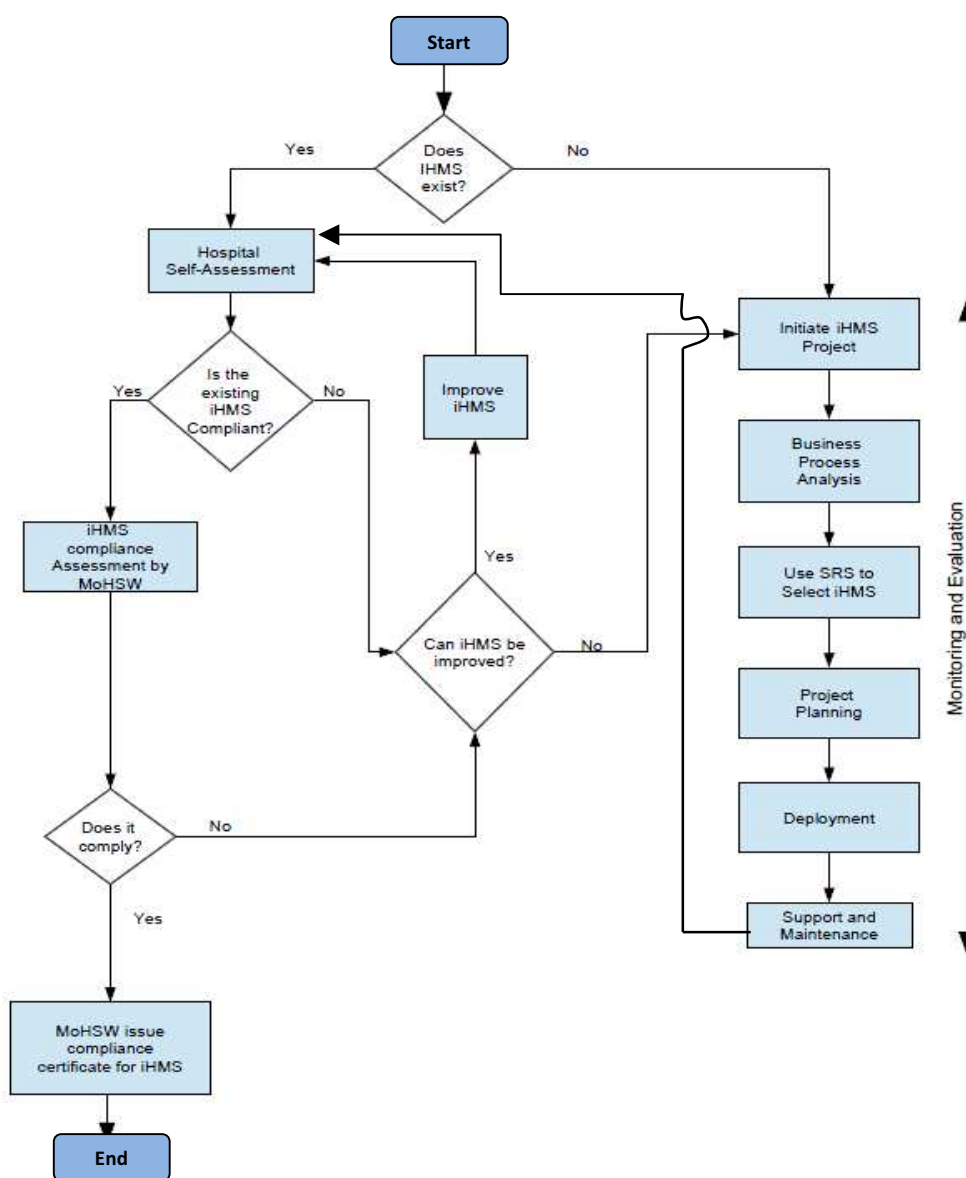 Start
Does
IHMS
exist?
Yes
No
Hospital
Self-Assessment
Is the
existing
iHMS
Compliant?
Yes
No
Improve
iHMS
iHMS
compliance
Assessment by
MoHSW
Yes
Can iHMS be
improved?
No
Does it
comply?
No
Yes
MoHSW issue
compliance
certificate for iHMS
End
Initiate iHMS
Project
Business
Process
Analysis
Use SRS to
Select iHMS
Project
Planning
Deployment
Support and
Maintenance
Monitoring and Evaluation